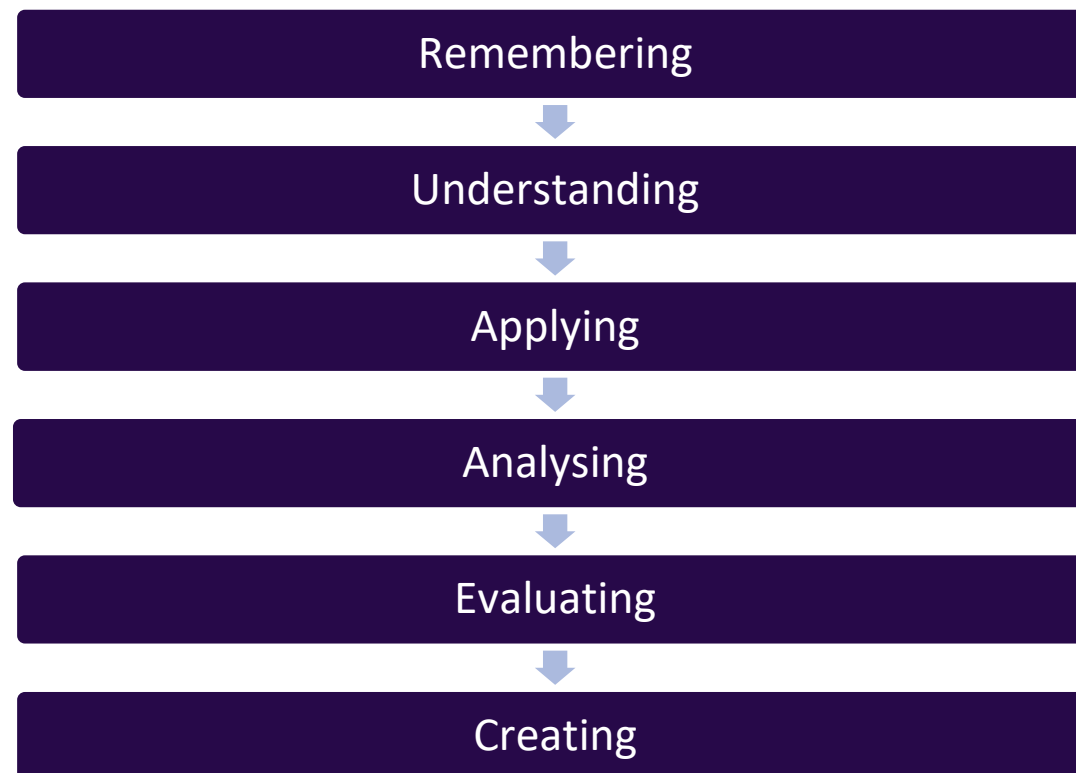 Remembering
Understanding
Applying
Analysing
Evaluating
Creating